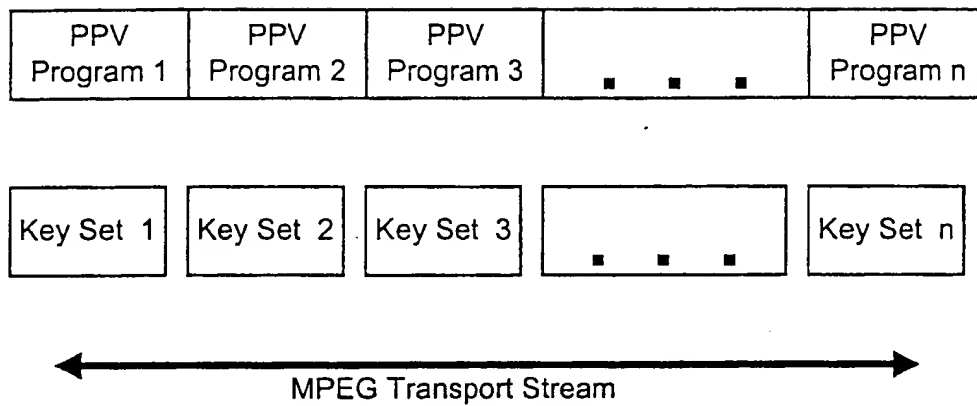 PPV
Program 1
PPV
Program 2
PPV
Program 3
. . .
PPV
Program n
Key Set 1
Key Set 2
Key Set 3
. . .
Key Set n
MPEG Transport Stream